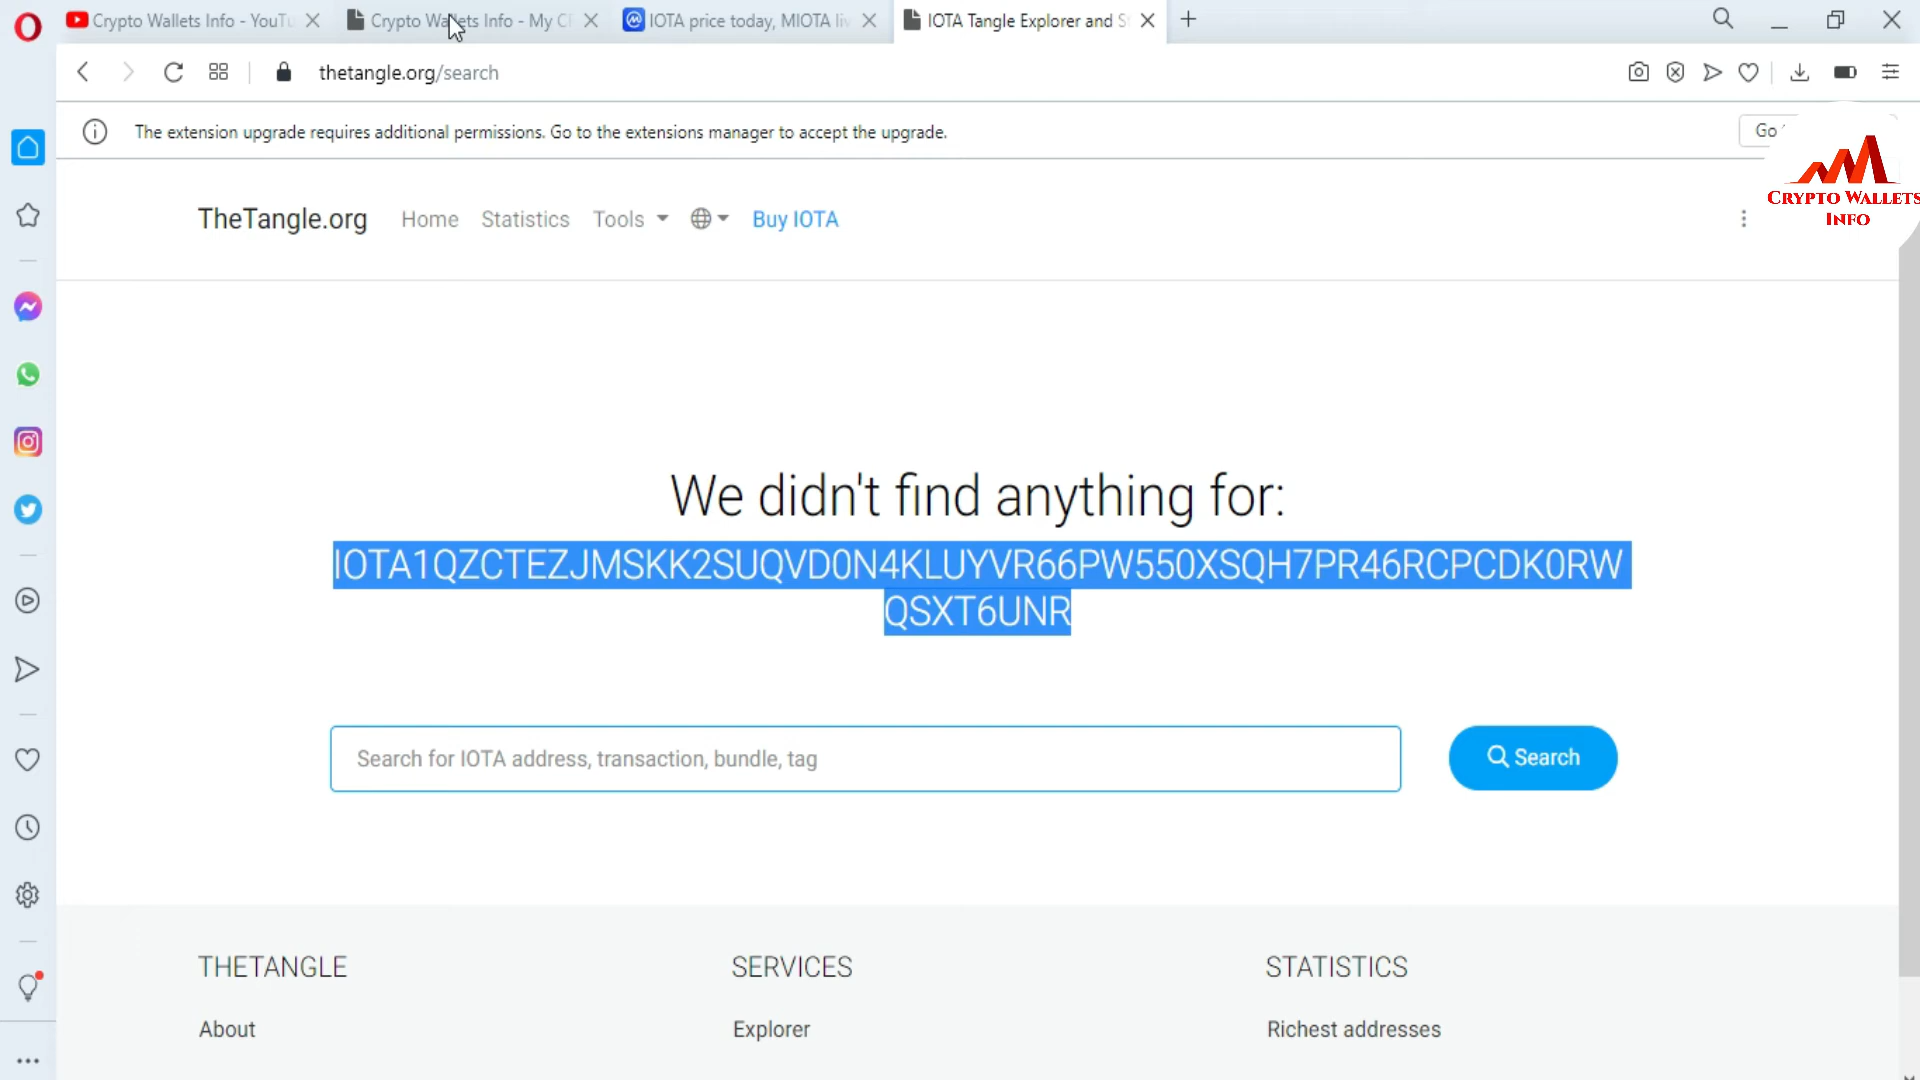 Crypto Wallets Info - YouTu
Crypto Wallets Info - My C
IOTA price today, MIOTA liv
IOTA Tangle Explorer and S
thetangle.org/search
The extension upgrade requires additional permissions. Go to the extensions manager to accept the upgrade.
Go
CRYPTO WALLETS
INFO
TheTangle.org
Home
Statistics
Tools
Buy IOTA
We didn't find anything for:
IOTA1QZCTEZJMSKK2SUQVD0N4KLUYVR66PW550XSQH7PR46RCPCDK0RW
QSXT6UNR
Search for IOTA address, transaction, bundle, tag
Search
THETANGLE
SERVICES
STATISTICS
About
Explorer
Richest addresses